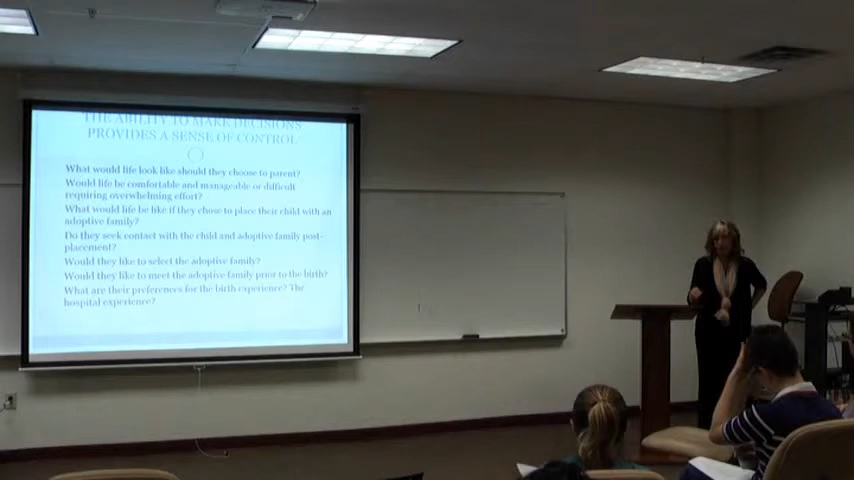 THE ABILITY TO MAKE DECISIONS
PROVIDES A SENSE OF CONTROL
What would life look like should they choose to parent?
Would life be comfortable and manageable or difficult
requiring overwhelming effort?
What would life be like if they chose to place their child with an
adoptive family?
Do they seek contact with the child and adoptive family post-
placement?
Would they like to select the adoptive family?
Would they like to meet the adoptive family prior to the birth?
What are their preferences for the birth experience? The
hospital experience?